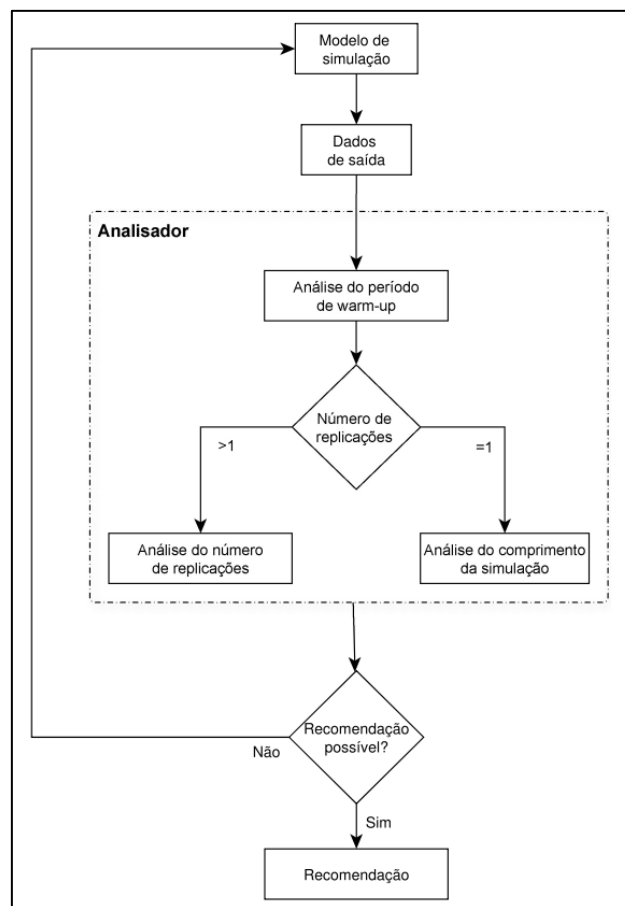 Modelo de
simulação
Dados
de saída
Analisador
Análise do período
de warm-up
Número de
replicações
>1
=1
Análise do número
de replicações
Análise do comprimento
da simulação
Recomendação
possível?
Não
Sim
Recomendação